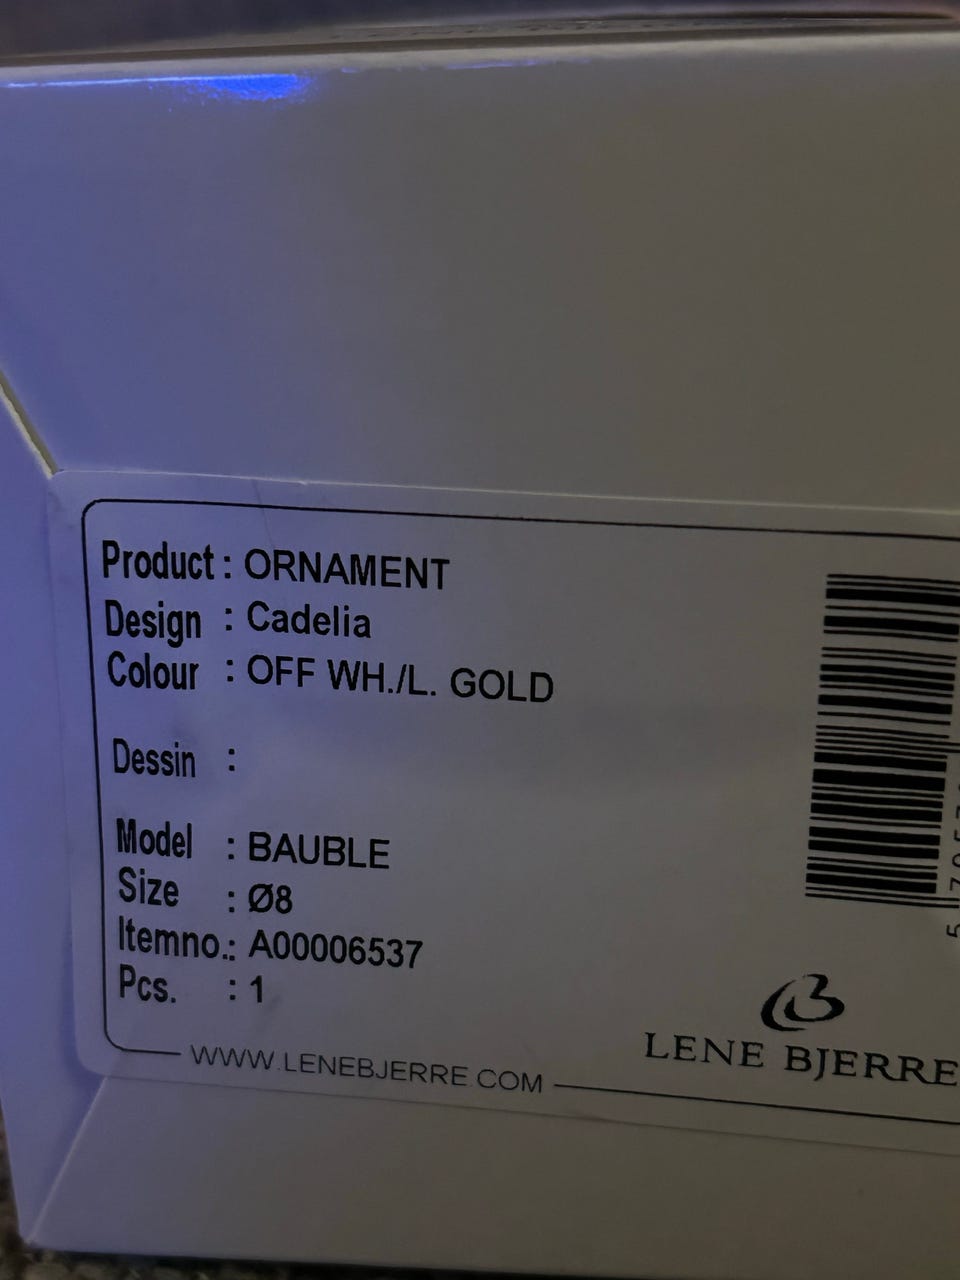 Product : ORNAMENT
Design : Cadelia
Colour : OFF WH./L. GOLD
Dessin :
Model : BAUBLE
Size : Ø8
Itemno.: A00006537
Pcs. : 1
WWW.LENEBJERRE.COM
LENE BJERRE